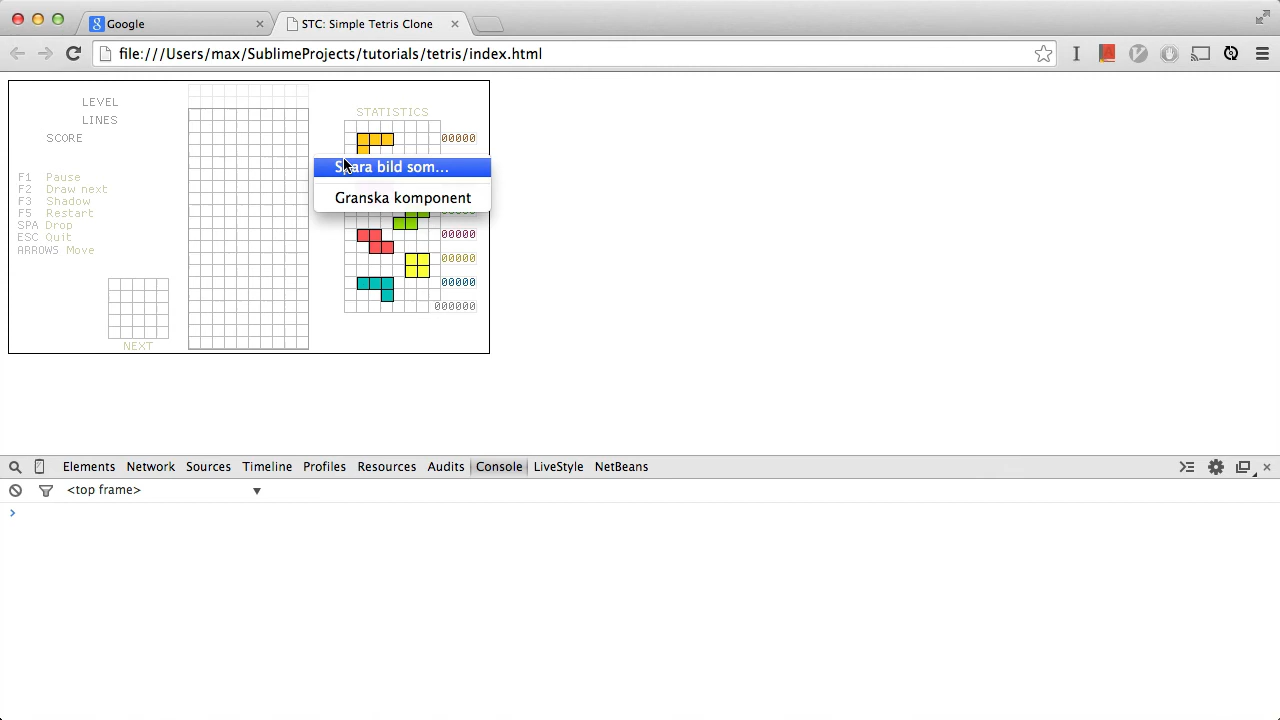 Google
STC: Simple Tetris Clone
file:///Users/max/SublimeProjects/tutorials/tetris/index.html
LEVEL
LINES
SCORE
F1 Pause
F2 Draw next
F3 Shadow
F5 Restart
SPA Drop
ESC Quit
ARROWS Move
NEXT
STATISTICS
00000
Spara bild som...
Granska komponent
00000
00000
00000
000000
Elements Network Sources Timeline Profiles Resources Audits Console LiveStyle NetBeans
<top frame>